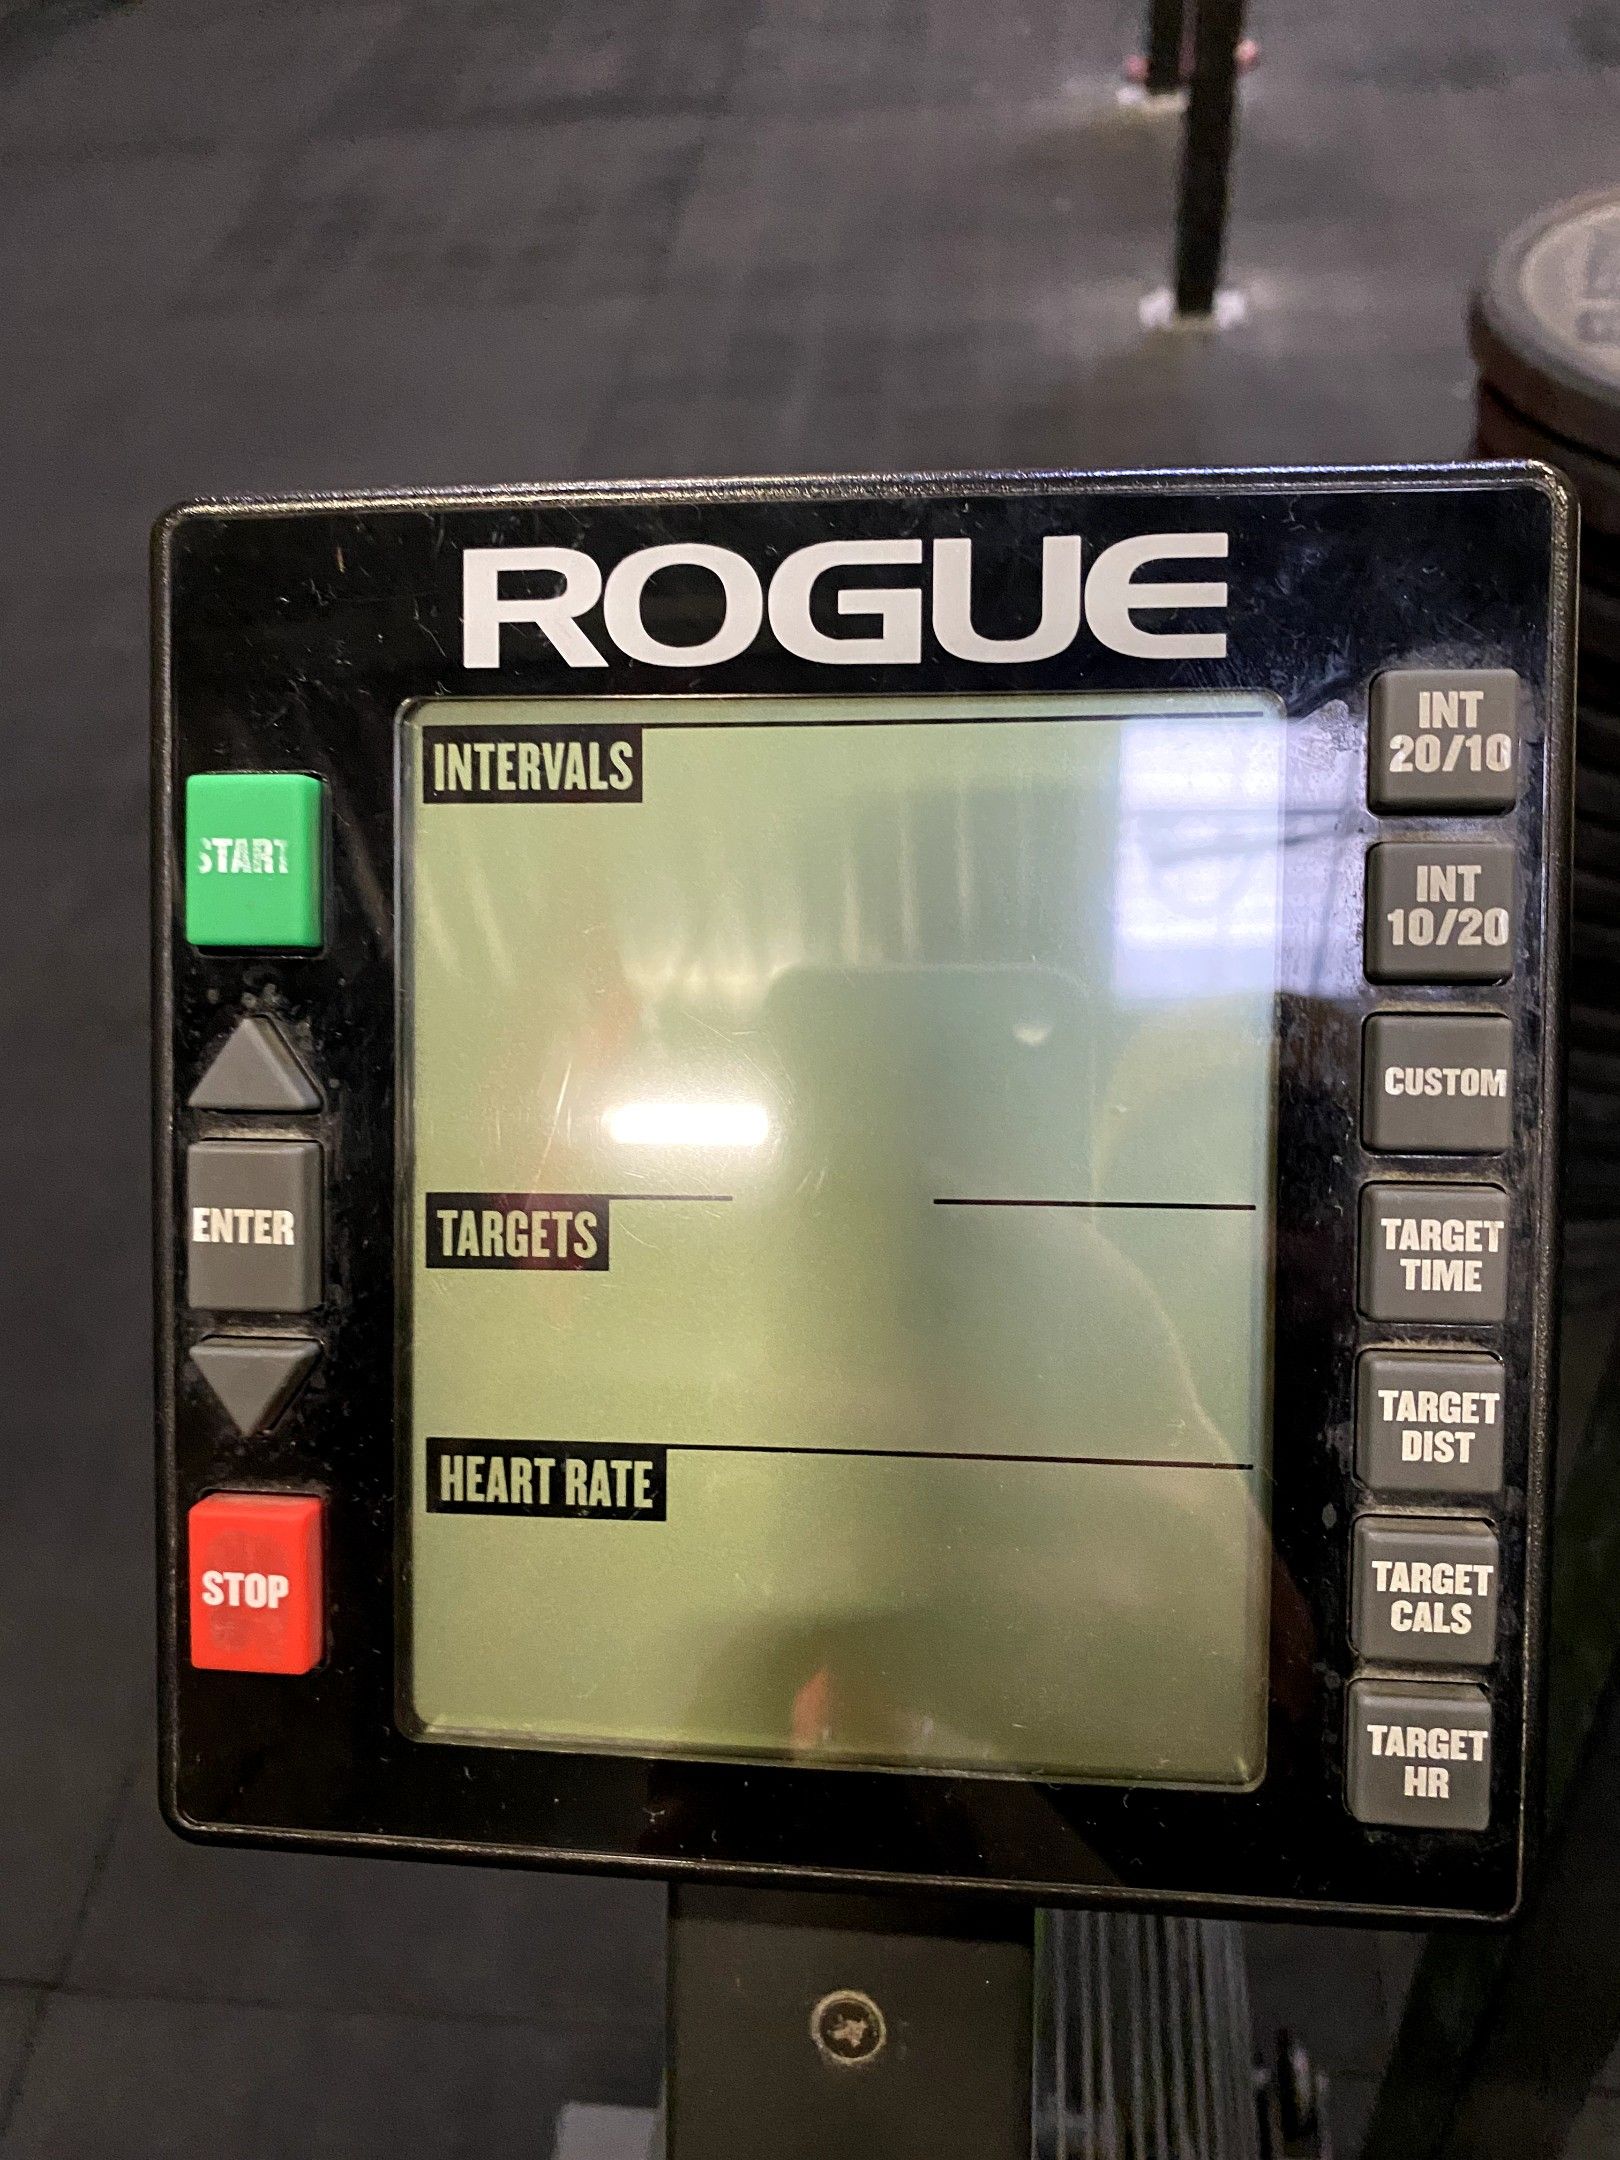 ROGUE
INTERVALS
TARGETS
HEART RATE
START
ENTER
STOP
INT
20/10
INT
10/20
CUSTOM
TARGET
TIME
TARGET
DIST
TARGET
CALS
TARGET
HR